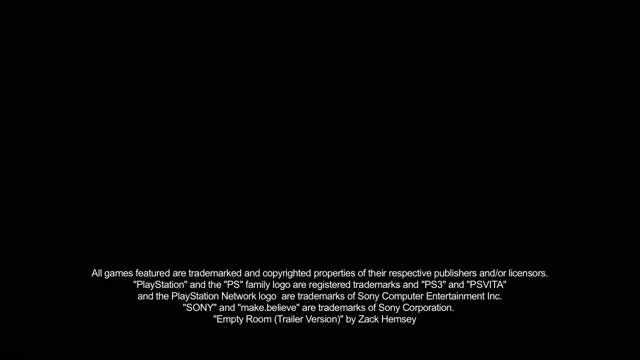 All games featured are trademarked and copyrighted properties of their respective publishers and/or licensors.
"PlayStation" and the "PS" family logo are registered trademarks and "PS3" and "PSVITA"
and the PlayStation Network logo  are trademarks of Sony Computer Entertainment Inc.
"SONY" and "make.believe" are trademarks of Sony Corporation.
"Empty Room (Trailer Version)" by Zack Hemsey